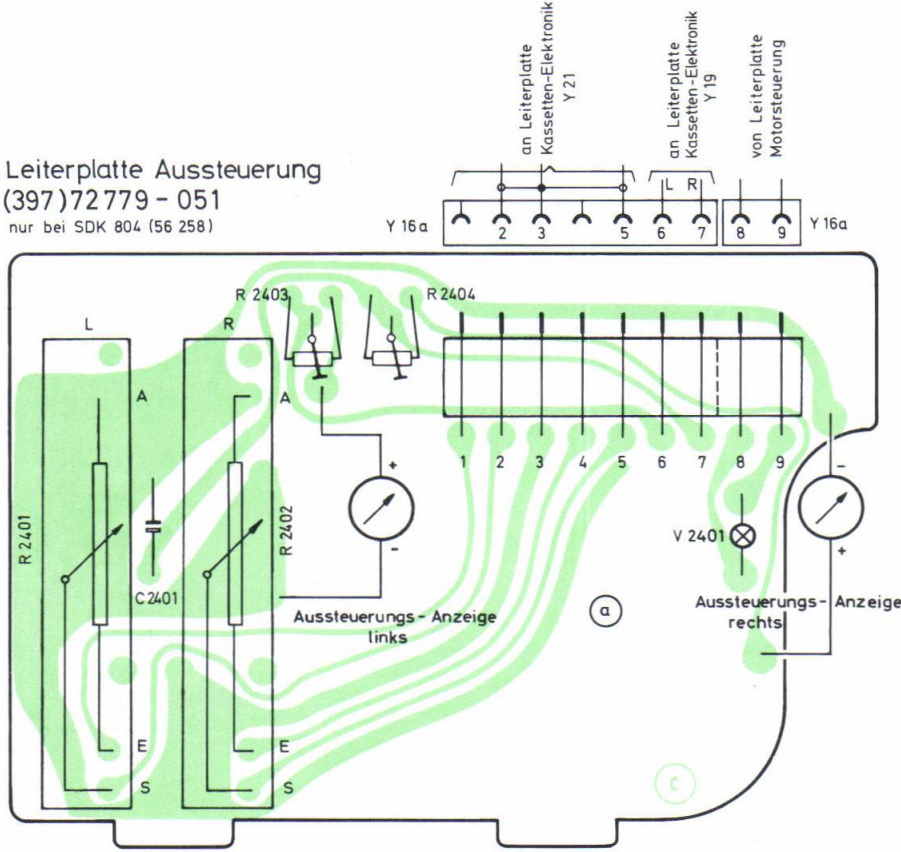 an Leiterplatte
Kassetten-Elektronik
Y 21
an Leiterplatte
Kassetten-Elektronik
Y 19
von Leiterplatte
Motorsteuerung
Leiterplatte Aussteuerung
(397)72779-051
nur bei SDK 804 (56 258)
L R
Y 16a
2 3 5 6 7 8 9
Y 16a
R 2403
R 2404
L
R
A
A
1 2 3 4 5 6 7 8 9
+
-
-
+
R 2401
R 2402
C2401
V 2401
Aussteuerungs-Anzeige
links
a
Aussteuerungs-Anzeige
rechts
E
E
S
S
C